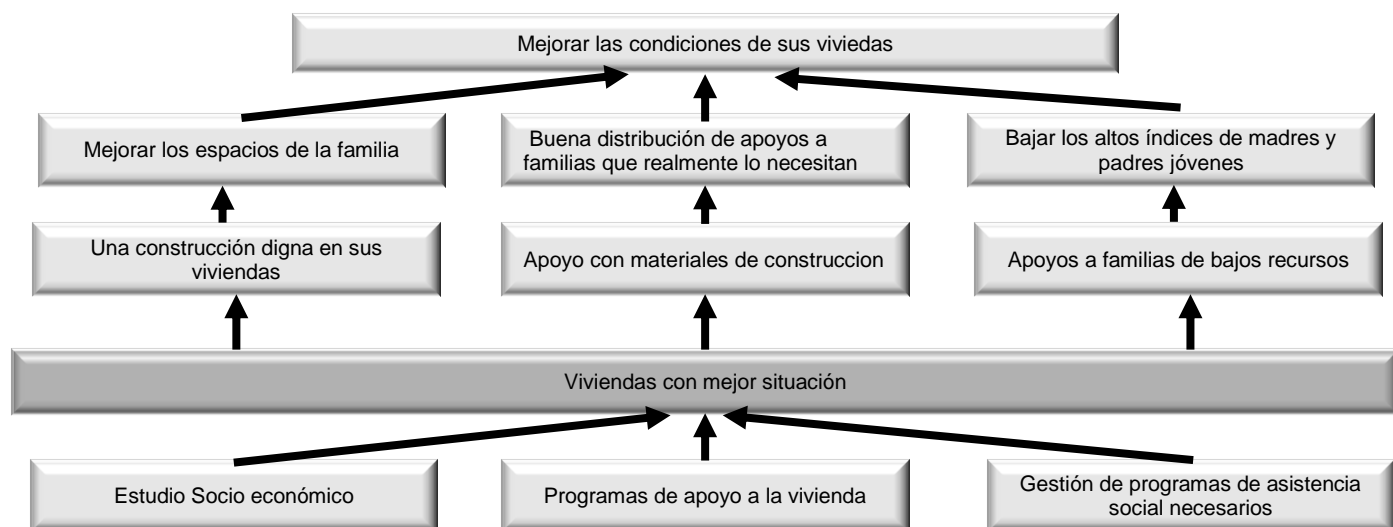 Mejorar las condiciones de sus viviedas
Mejorar los espacios de la familia
Buena distribución de apoyos a
familias que realmente lo necesitan
Bajar los altos índices de madres y
padres jóvenes
Una construcción digna en sus
viviendas
Apoyo con materiales de construccion
Apoyos a familias de bajos recursos
Viviendas con mejor situación
Estudio Socio económico
Programas de apoyo a la vivienda
Gestión de programas de asistencia
social necesarios